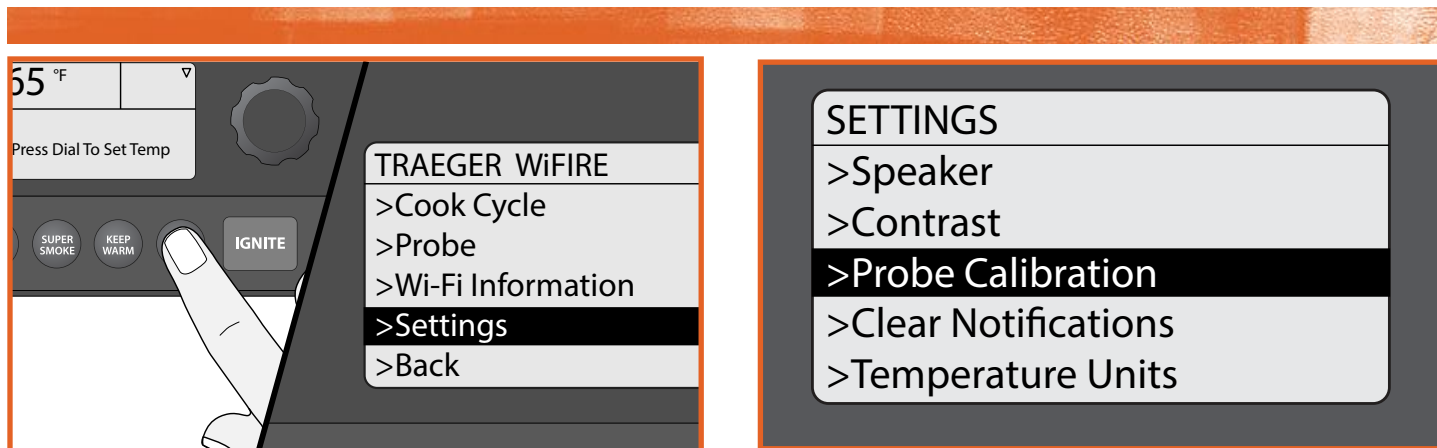 65 °F
Press Dial To Set Temp
SUPER
SMOKE
KEEP
WARM
IGNITE
TRAEGER WiFIRE
>Cook Cycle
>Probe
>Wi-Fi Information
>Settings
>Back
SETTINGS
>Speaker
>Contrast
>Probe Calibration
>Clear Notifications
>Temperature Units